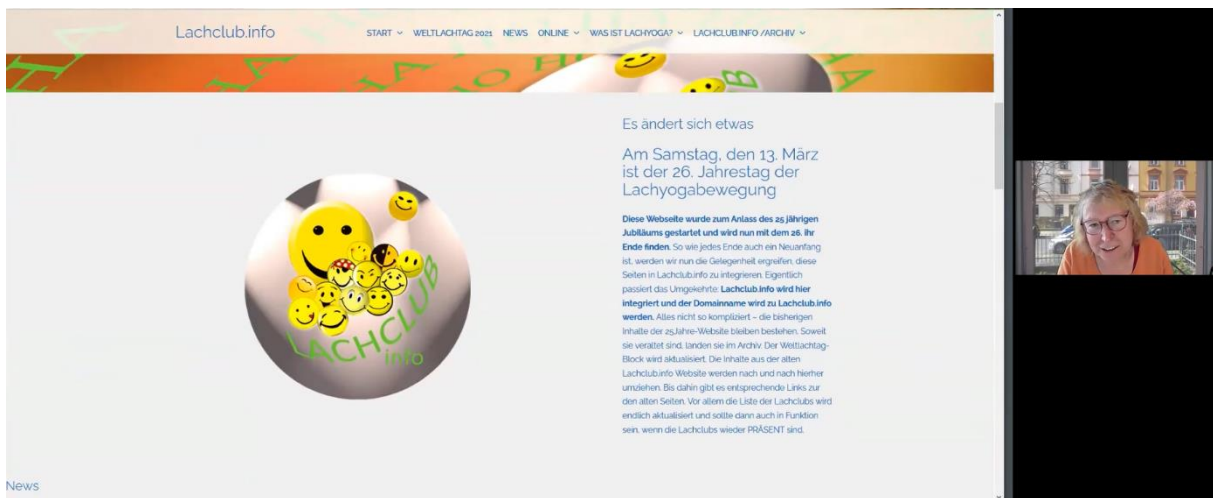 Lachclub.info
START WELTLACHTAG 2021 NEWS ONLINE WAS IST LACHYOGA? LACHCLUB.INFO /ARCHIV
HA HA HA HO HU HA HA
B
Es ändert sich etwas
Am Samstag, den 13. März
ist der 26. Jahrestag der
Lachyogabewegung
Diese Webseite wurde zum Anlass des 25 jährigen
Jubiläums gestartet und wird nun mit dem 26. ihr
Ende finden. So wie jedes Ende auch ein Neuanfang
ist, werden wir nun die Gelegenheit ergreifen, diese
Seiten in Lachclub.info zu integrieren. Eigentlich
passiert das Umgekehrte: Lachclub.info wird hier
integriert und der Domainname wird zu Lachclub.info
werden. Alles nicht so kompliziert – die bisherigen
Inhalte der 25Jahre-Website bleiben bestehen. Soweit
sie veraltet sind, landen sie im Archiv. Der Weltlachtag-
Block wird aktualisiert. Die Inhalte aus der alten
Lachclub.info Website werden nach und nach hierher
umziehen. Bis dahin gibt es entsprechende Links zur
den alten Seiten. Vor allem die Liste der Lachclubs wird
endlich aktualisiert und sollte dann auch in Funktion
sein, wenn die Lachclubs wieder PRÄSENT sind.
LACHCLUB
info
News